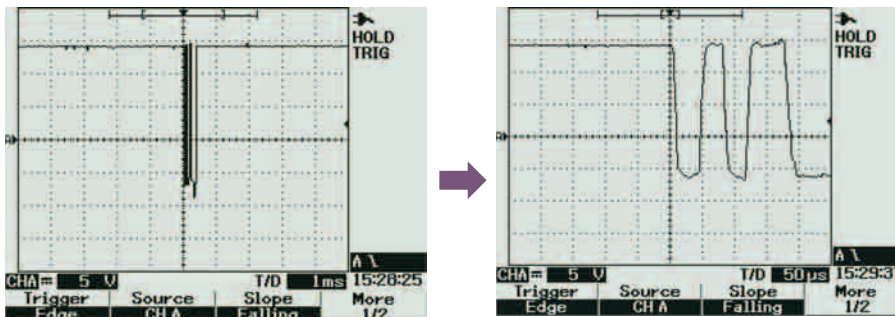 HOLD
TRIG
A
CHA 5 V T/D 1ms 15:28:25
Trigger Source Slope More
Edge CH A Falling 1/2
HOLD
TRIG
A
CHA 5 V T/D 50µs 15:29:3
Trigger Source Slope More
Edge CH A Falling 1/2